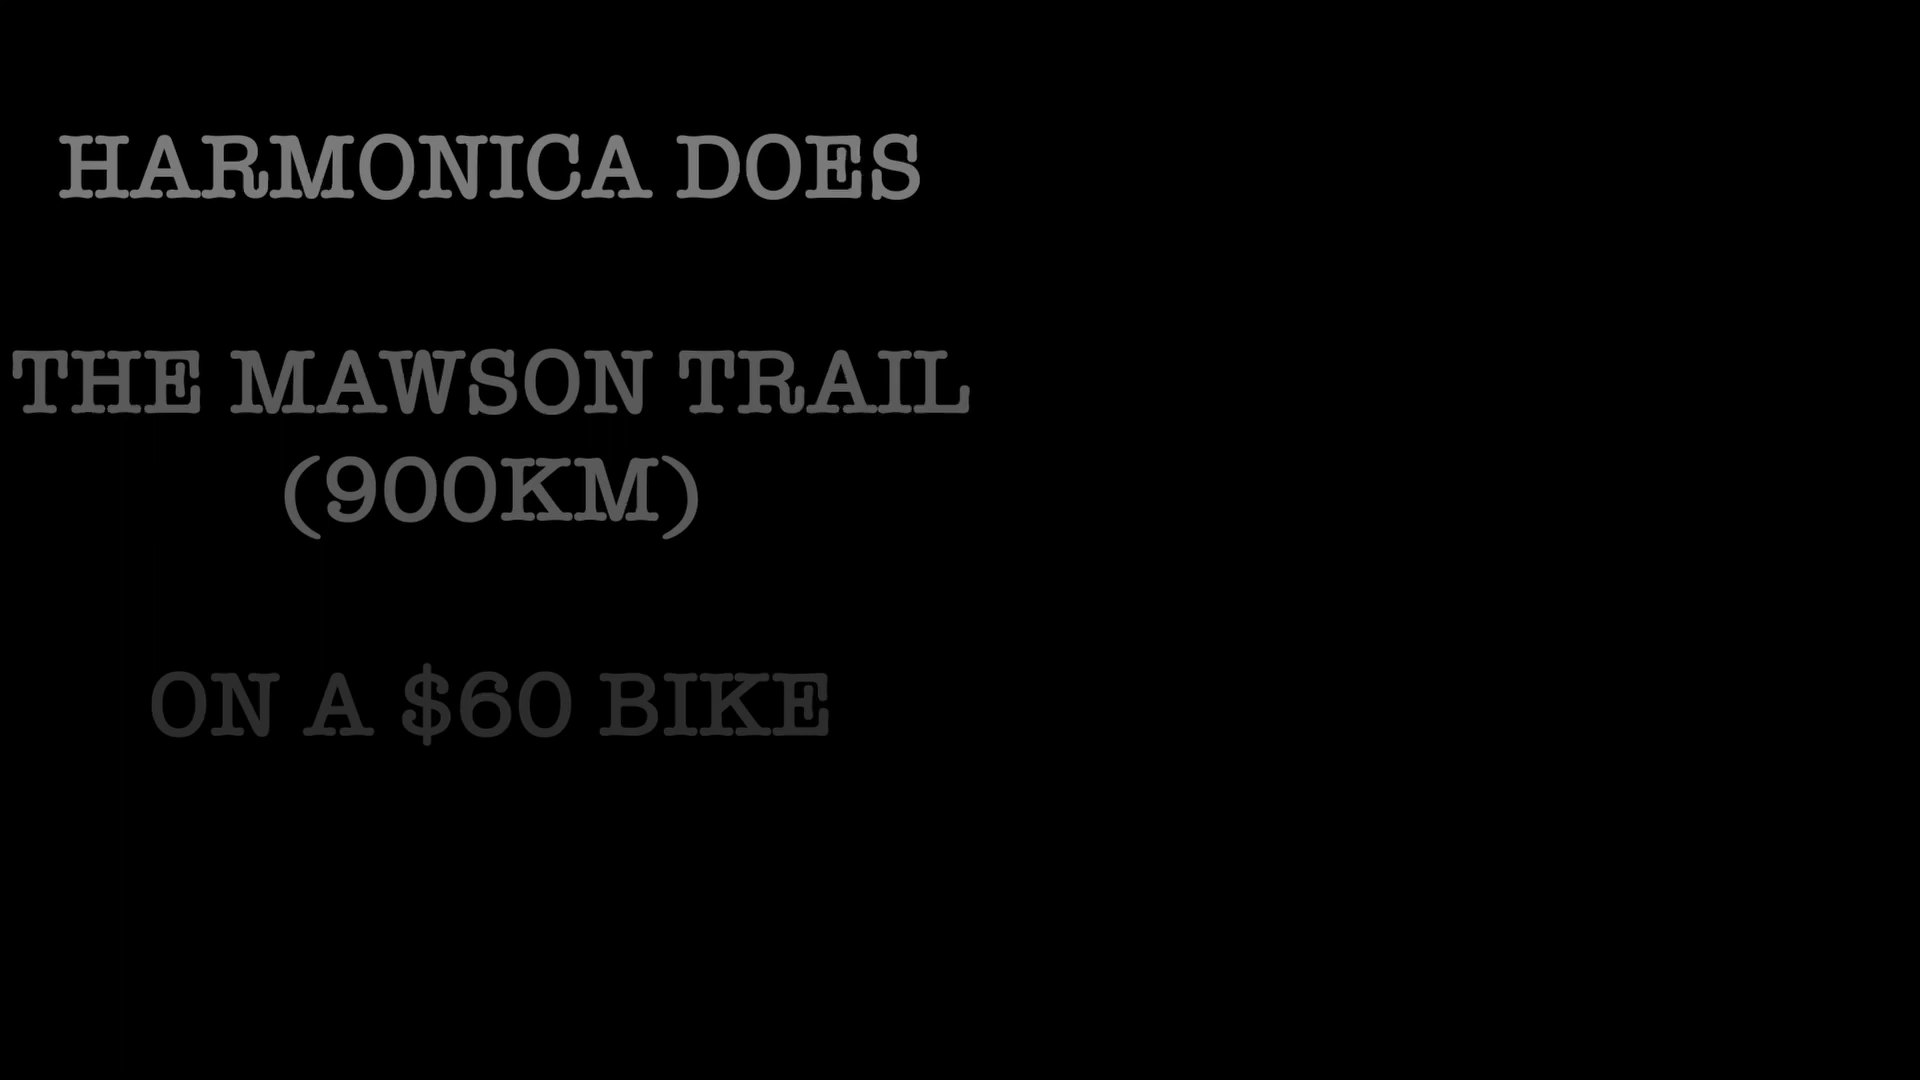 HARMONICA DOES
THE MAWSON TRAIL
(900KM)
ON A $60 BIKE